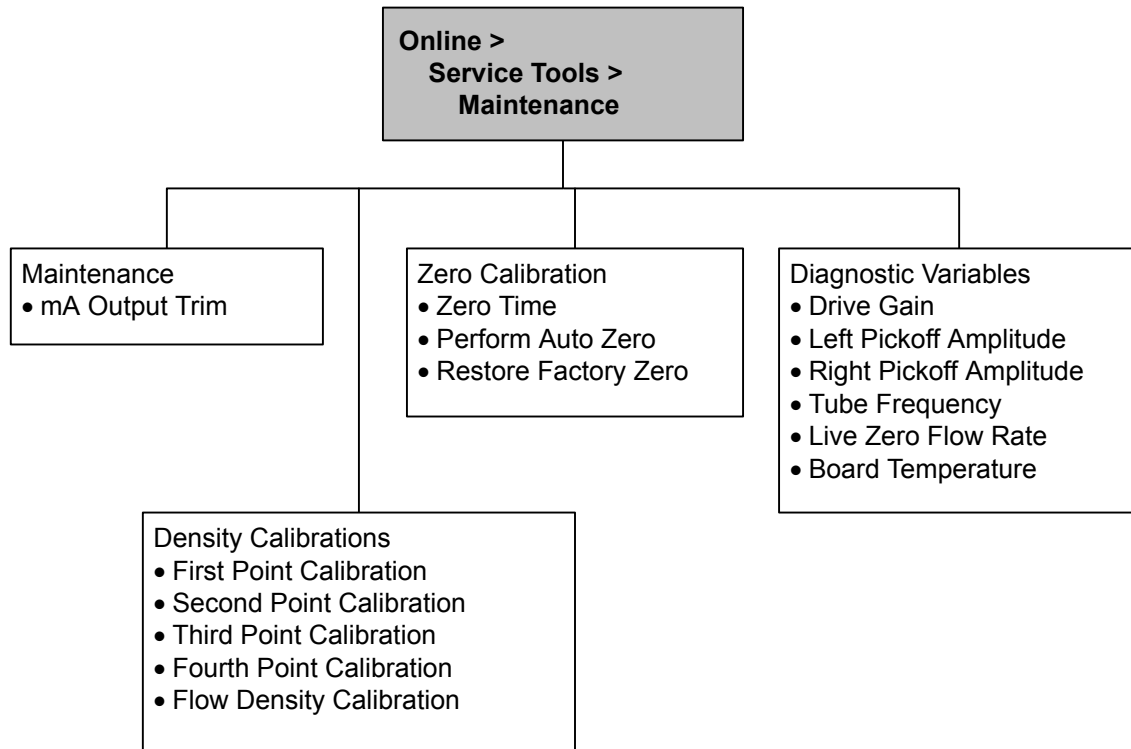 Online >
Service Tools >
Maintenance
Maintenance
• mA Output Trim
Zero Calibration
• Zero Time
• Perform Auto Zero
• Restore Factory Zero
Diagnostic Variables
• Drive Gain
• Left Pickoff Amplitude
• Right Pickoff Amplitude
• Tube Frequency
• Live Zero Flow Rate
• Board Temperature
Density Calibrations
• First Point Calibration
• Second Point Calibration
• Third Point Calibration
• Fourth Point Calibration
• Flow Density Calibration